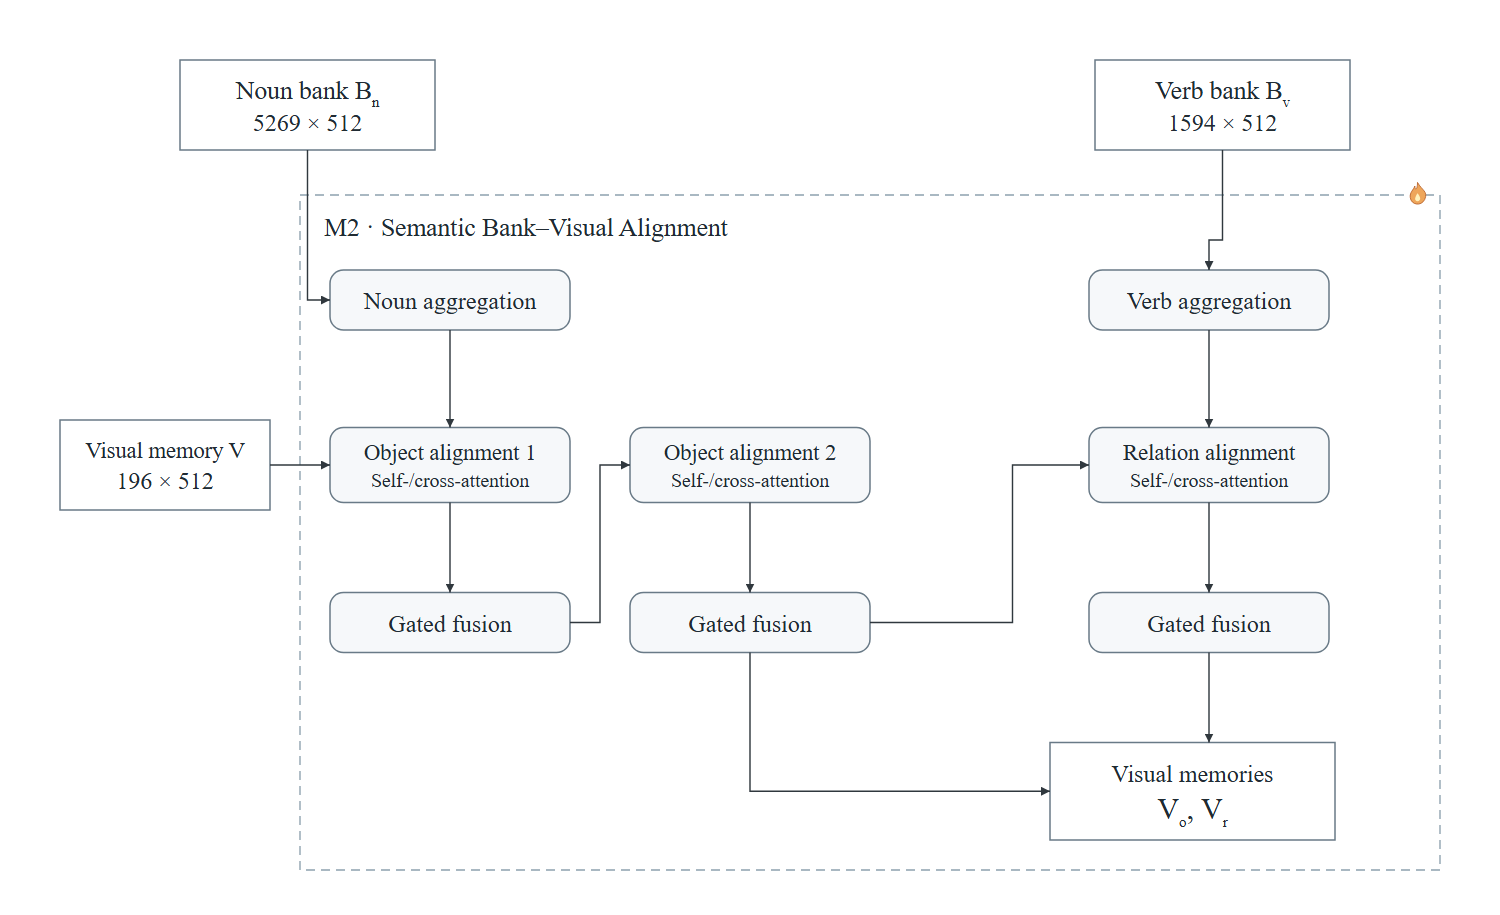 Noun bank Bn
5269 × 512
Verb bank Bv
1594 × 512
M2 · Semantic Bank–Visual Alignment
Noun aggregation
Verb aggregation
Visual memory V
196 × 512
Object alignment 1
Self-/cross-attention
Object alignment 2
Self-/cross-attention
Relation alignment
Self-/cross-attention
Gated fusion
Gated fusion
Gated fusion
Visual memories
Vo, Vr